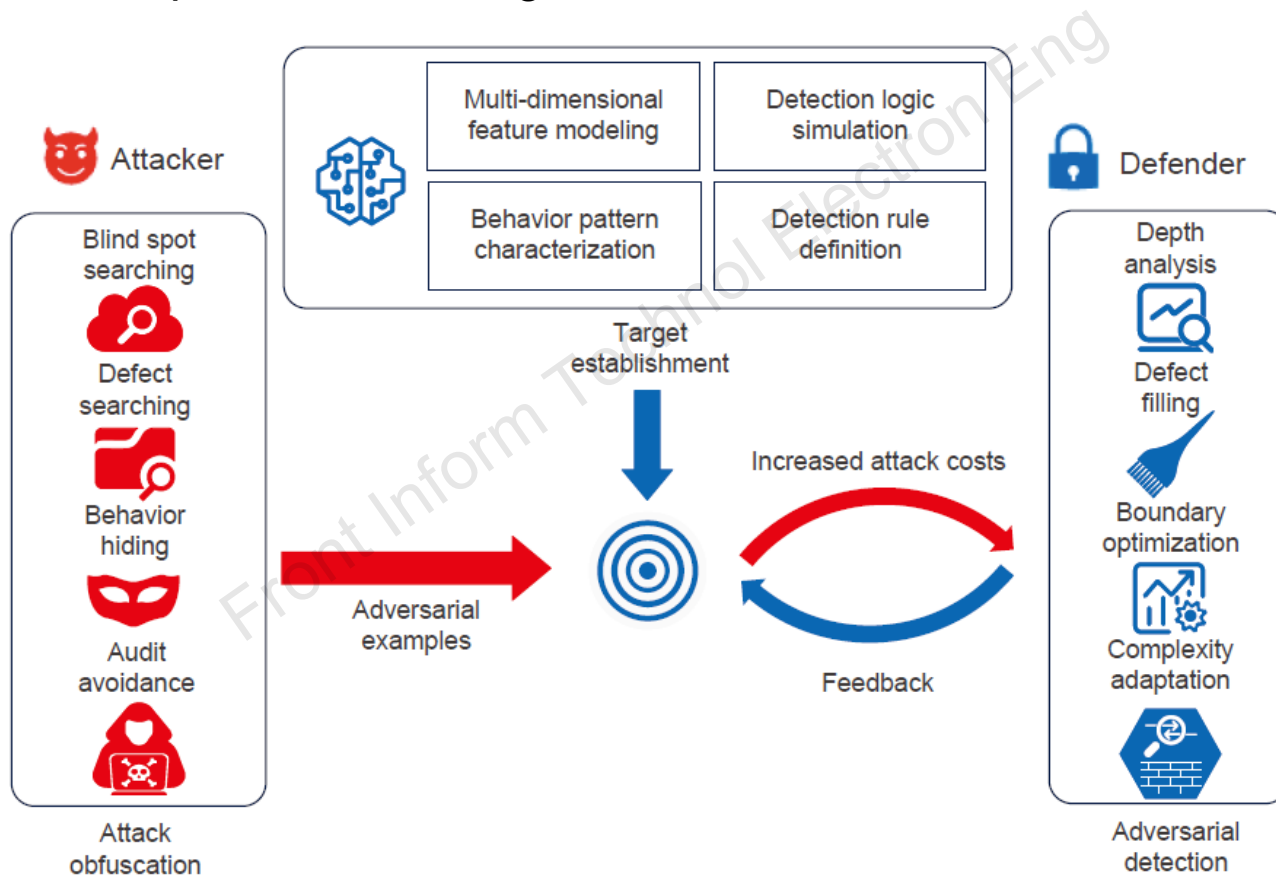 Multi-dimensional
feature modeling
Detection logic
simulation
Behavior pattern
characterization
Detection rule
definition
Attacker
Blind spot
searching
Defect
searching
Behavior
hiding
Audit
avoidance
Attack
obfuscation
Target
establishment
Adversarial
examples
Increased attack costs
Feedback
Defender
Depth
analysis
Defect
filling
Boundary
optimization
Complexity
adaptation
Adversarial
detection
Front Inform Technol Electron Eng